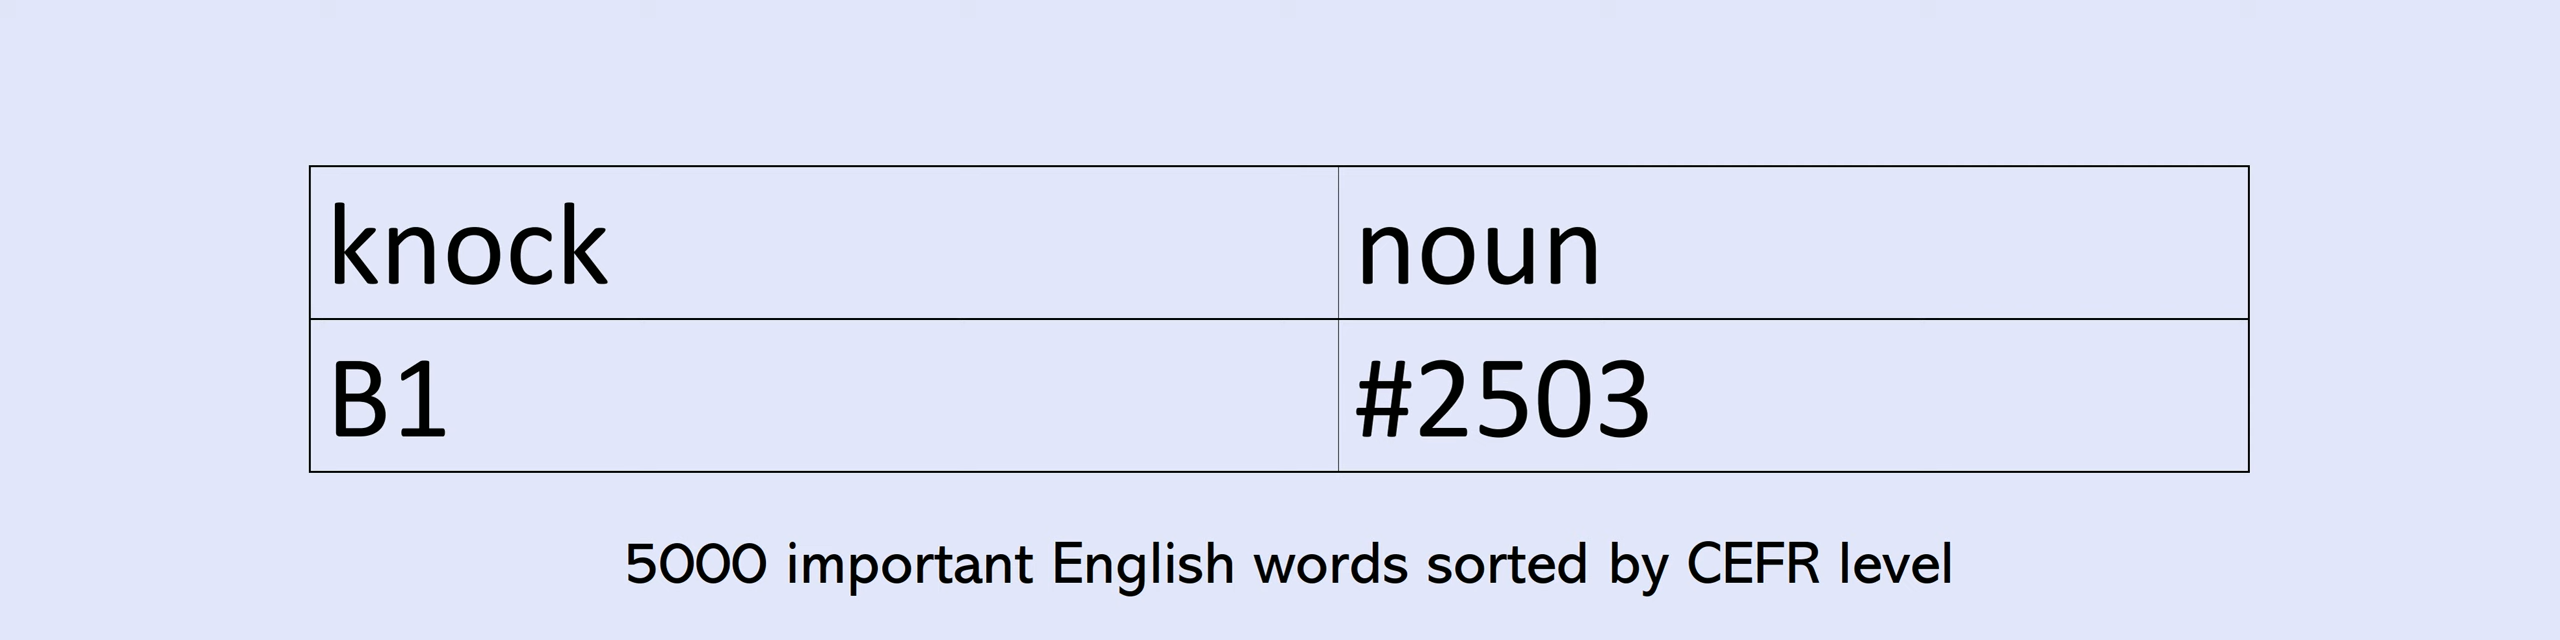 knock noun
B1 #2503
5000 important English words sorted by CEFR level